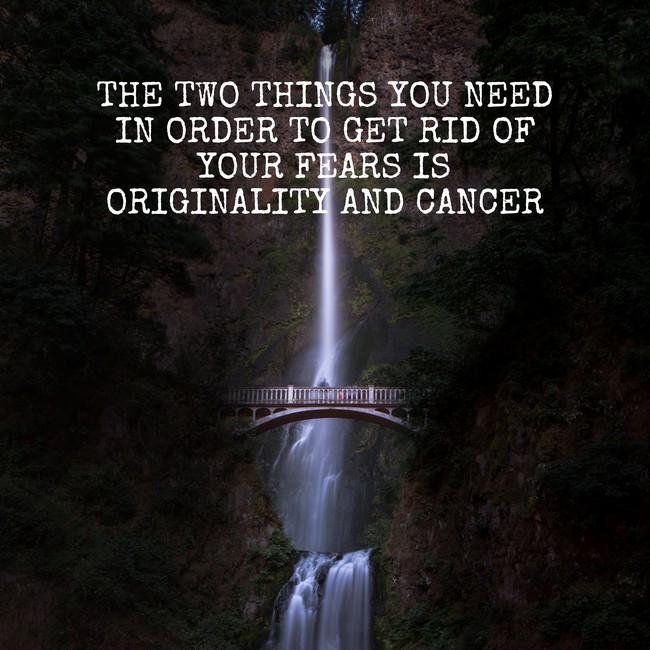 THE TWO THINGS YOU NEED
IN ORDER TO GET RID OF
YOUR FEARS IS
ORIGINALITY AND CANCER